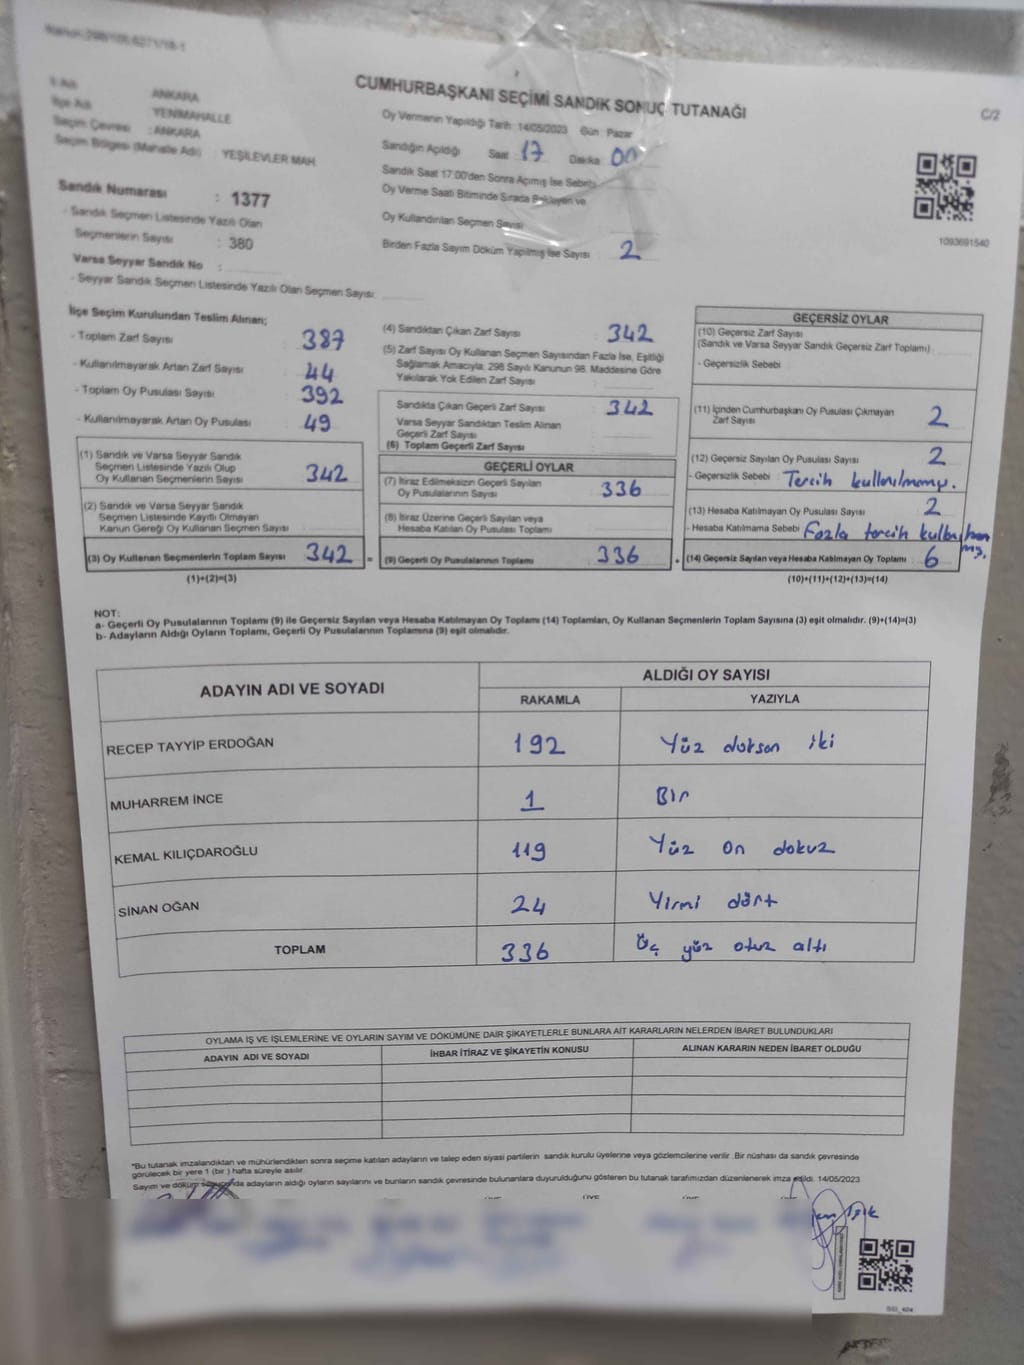 Kanun:298/108,6271/18-1
C/2
CUMHURBAŞKANI SEÇİMİ SANDIK SONUÇ TUTANAĞI
İl Adı ANKARA
İlçe Adı YENİMAHALLE
Seçim Çevresi : ANKARA
Seçim Bölgesi (Mahalle Adı) : YEŞİLEVLER MAH.
Sandık Numarası : 1377
- Sandık Seçmen Listesinde Yazılı Olan
Seçmenlerin Sayısı : 380
Varsa Seyyar Sandık No :
- Seyyar Sandık Seçmen Listesinde Yazılı Olan Seçmen Sayısı:
Oy Vermenin Yapıldığı Tarih :14/05/2023 Gün : Pazar
Sandığın Açıldığı Saat : 17 Dakika : 00
Sandık Saat 17:00'den Sonra Açılmış İse Sebebi
Oy Verme Saati Bitiminde Sırada Bekleyen ve
Oy Kullandırılan Seçmen Sayısı
Birden Fazla Sayım Döküm Yapılmış İse Sayısı : 2
1093691540
İlçe Seçim Kurulundan Teslim Alınan;
- Toplam Zarf Sayısı : 387
- Kullanılmayarak Artan Zarf Sayısı : 44
- Toplam Oy Pusulası Sayısı : 392
- Kullanılmayarak Artan Oy Pusulası : 49
(1) Sandık ve Varsa Seyyar Sandık
Seçmen Listesinde Yazılı Olup
Oy Kullanan Seçmenlerin Sayısı : 342
(2) Sandık ve Varsa Seyyar Sandık
Seçmen Listesinde Kayıtlı Olmayan
Kanun Gereği Oy Kullanan Seçmen Sayısı :
(3) Oy Kullanan Seçmenlerin Toplam Sayısı : 342 =
(1)+(2)=(3)
(4) Sandıktan Çıkan Zarf Sayısı : 342
(5) Zarf Sayısı Oy Kullanan Seçmen Sayısından Fazla İse, Eşitliği
Sağlamak Amacıyla, 298 Sayılı Kanunun 98. Maddesine Göre
Yakılarak Yok Edilen Zarf Sayısı :
Sandıkta Çıkan Geçerli Zarf Sayısı : 342
Varsa Seyyar Sandıktan Teslim Alınan
Geçerli Zarf Sayısı :
(6) Toplam Geçerli Zarf Sayısı :
GEÇERLİ OYLAR
(7) İtiraz Edilmeksizin Geçerli Sayılan
Oy Pusulalarının Sayısı : 336
(8) İtiraz Üzerine Geçerli Sayılan veya
Hesaba Katılan Oy Pusulası Toplamı :
(9) Geçerli Oy Pusulalarının Toplamı : 336 +
GEÇERSİZ OYLAR
(10) Geçersiz Zarf Sayısı
(Sandık ve Varsa Seyyar Sandık Geçersiz Zarf Toplamı) :
- Geçersizlik Sebebi :
(11) İçinden Cumhurbaşkanı Oy Pusulası Çıkmayan
Zarf Sayısı : 2
(12) Geçersiz Sayılan Oy Pusulası Sayısı : 2
- Geçersizlik Sebebi : Tercih kullanılmamış.
(13) Hesaba Katılmayan Oy Pusulası Sayısı : 2
- Hesaba Katılmama Sebebi : Fazla tercih kullanılmış.
(14) Geçersiz Sayılan veya Hesaba Katılmayan Oy Toplamı : 6
(10)+(11)+(12)+(13)=(14)
NOT:
a- Geçerli Oy Pusulalarının Toplamı (9) ile Geçersiz Sayılan veya Hesaba Katılmayan Oy Toplamı (14) Toplamları, Oy Kullanan Seçmenlerin Toplam Sayısına (3) eşit olmalıdır. (9)+(14)=(3)
b- Adayların Aldığı Oyların Toplamı, Geçerli Oy Pusulalarının Toplamına (9) eşit olmalıdır.
ADAYIN ADI VE SOYADI ALDIĞI OY SAYISI
RAKAMLA YAZIYLA
RECEP TAYYİP ERDOĞAN 192 Yüz doksan iki
MUHARREM İNCE 1 Bir
KEMAL KILIÇDAROĞLU 119 Yüz on dokuz
SİNAN OĞAN 24 Yirmi dört
TOPLAM 336 Üç yüz otuz altı
OYLAMA İŞ VE İŞLEMLERİNE VE OYLARIN SAYIM VE DÖKÜMÜNE DAİR ŞİKAYETLERLE BUNLARA AİT KARARLARIN NELERDEN İBARET BULUNDUKLARI
ADAYIN ADI VE SOYADI İHBAR İTİRAZ VE ŞİKAYETİN KONUSU ALINAN KARARIN NEDEN İBARET OLDUĞU
*Bu tutanak imzalandıktan ve mühürlendikten sonra seçime katılan adayların ve talep eden siyasi partilerin sandık kurulu üyelerine veya gözlemcilerine verilir .Bir nüshası da sandık çevresinde
görülecek bir yere 1 (bir ) hafta süreyle asılır.
Sayım ve döküm adayların aldığı oyların sayılarını ve bunların sandık çevresinde bulunanlara duyurulduğunu gösteren bu tutanak tarafımızdan düzenlenerek imza edildi. 14/05/2023